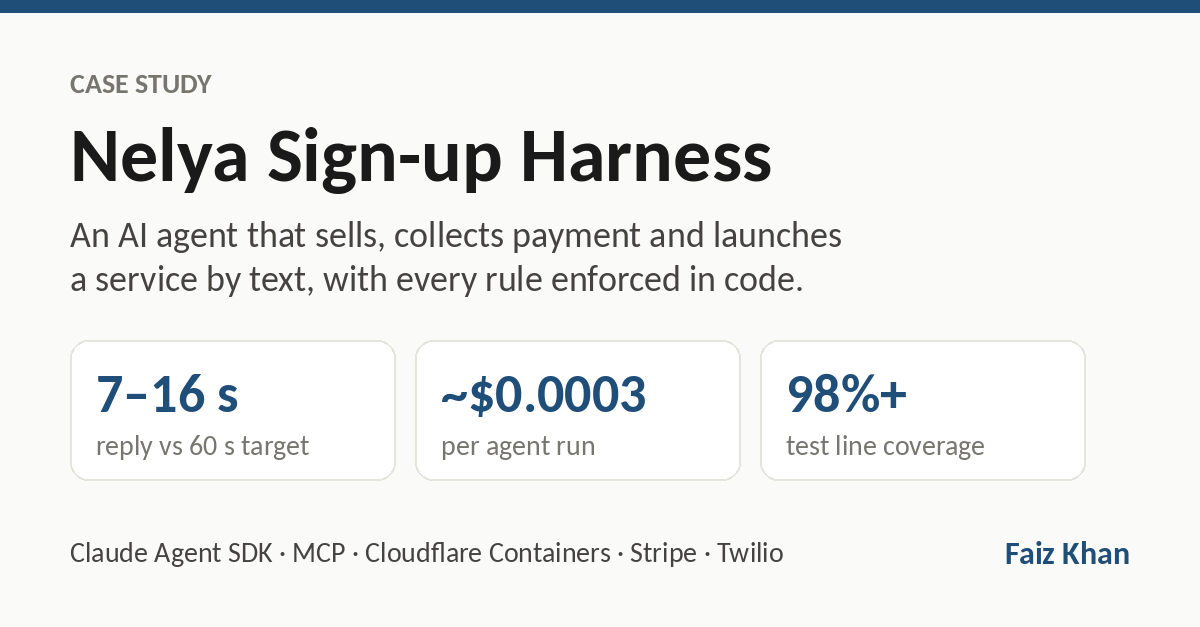 CASE STUDY
Nelya Sign-up Harness
An AI agent that sells, collects payment and launches
a service by text, with every rule enforced in code.
7–16 s
reply vs 60 s target
~$0.0003
per agent run
98%+
test line coverage
Claude Agent SDK · MCP · Cloudflare Containers · Stripe · Twilio
Faiz Khan